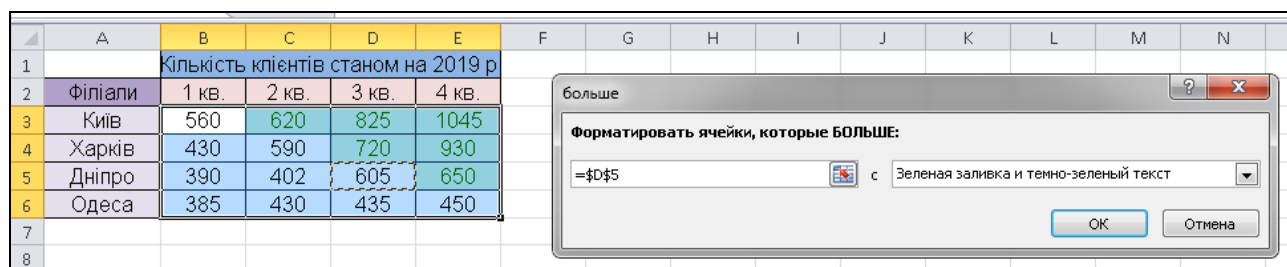 A B C D E F G H I J K L M N
1 Кількість клієнтів станом на 2019 р
2 Філіали 1 кв. 2 кв. 3 кв. 4 кв.
3 Київ 560 620 825 1045
4 Харків 430 590 720 930
5 Дніпро 390 402 605 650
6 Одеса 385 430 435 450
7
8
больше ?
Форматировать ячейки, которые БОЛЬШЕ:
=$D$5 с Зеленая заливка и темно-зеленый текст
ОК Отмена